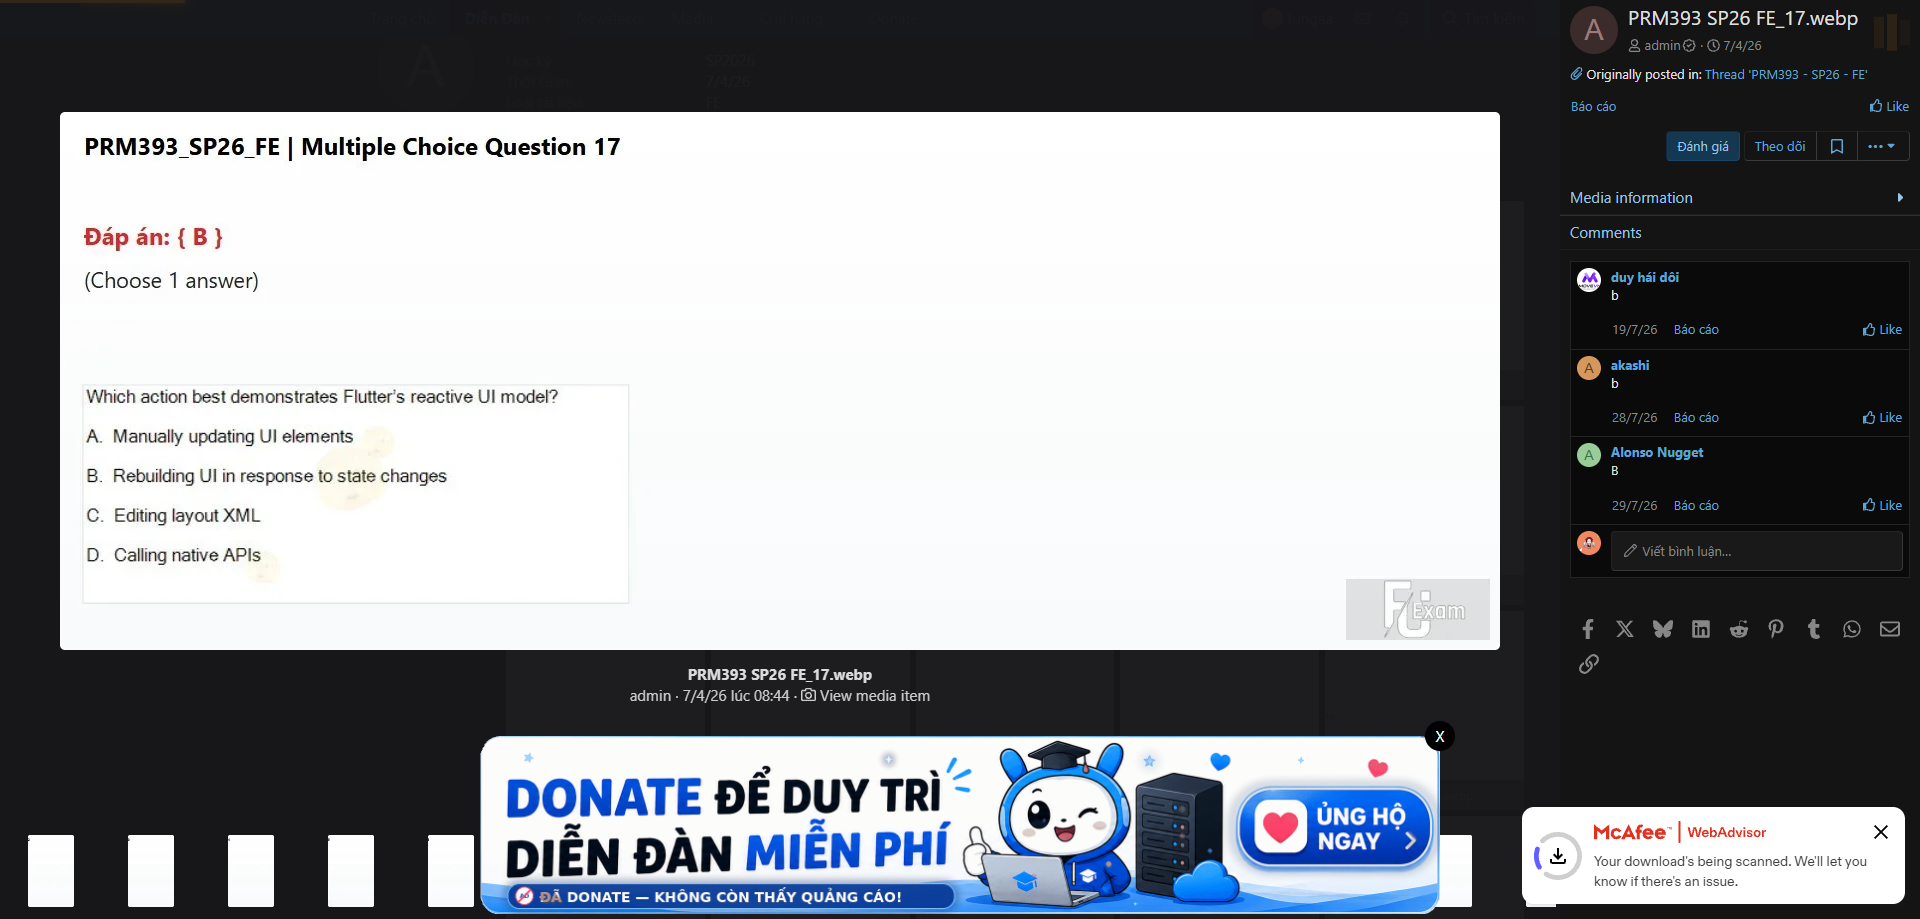 PRM393_SP26_FE | Multiple Choice Question 17
Đáp án: { B }
(Choose 1 answer)
Which action best demonstrates Flutter's reactive UI model?
A. Manually updating UI elements
B. Rebuilding UI in response to state changes
C. Editing layout XML
D. Calling native APIs
Exam
PRM393 SP26 FE_17.webp
admin · 7/4/26 lúc 08:44 · View media item
X
DONATE ĐỂ DUY TRÌ
DIỄN ĐÀN MIỄN PHÍ
ĐÃ DONATE — KHÔNG CÒN THẤY QUẢNG CÁO!
ỦNG HỘ
NGAY
A
PRM393 SP26 FE_17.webp
admin · 7/4/26
Originally posted in: Thread 'PRM393 - SP26 - FE'
Báo cáo
Like
Đánh giá
Theo dõi
Media information
Comments
duy hái dôi
b
19/7/26 Báo cáo Like
A
akashi
b
28/7/26 Báo cáo Like
A
Alonso Nugget
B
29/7/26 Báo cáo Like
Viết bình luận...
McAfee | WebAdvisor
Your download's being scanned. We'll let you
know if there's an issue.